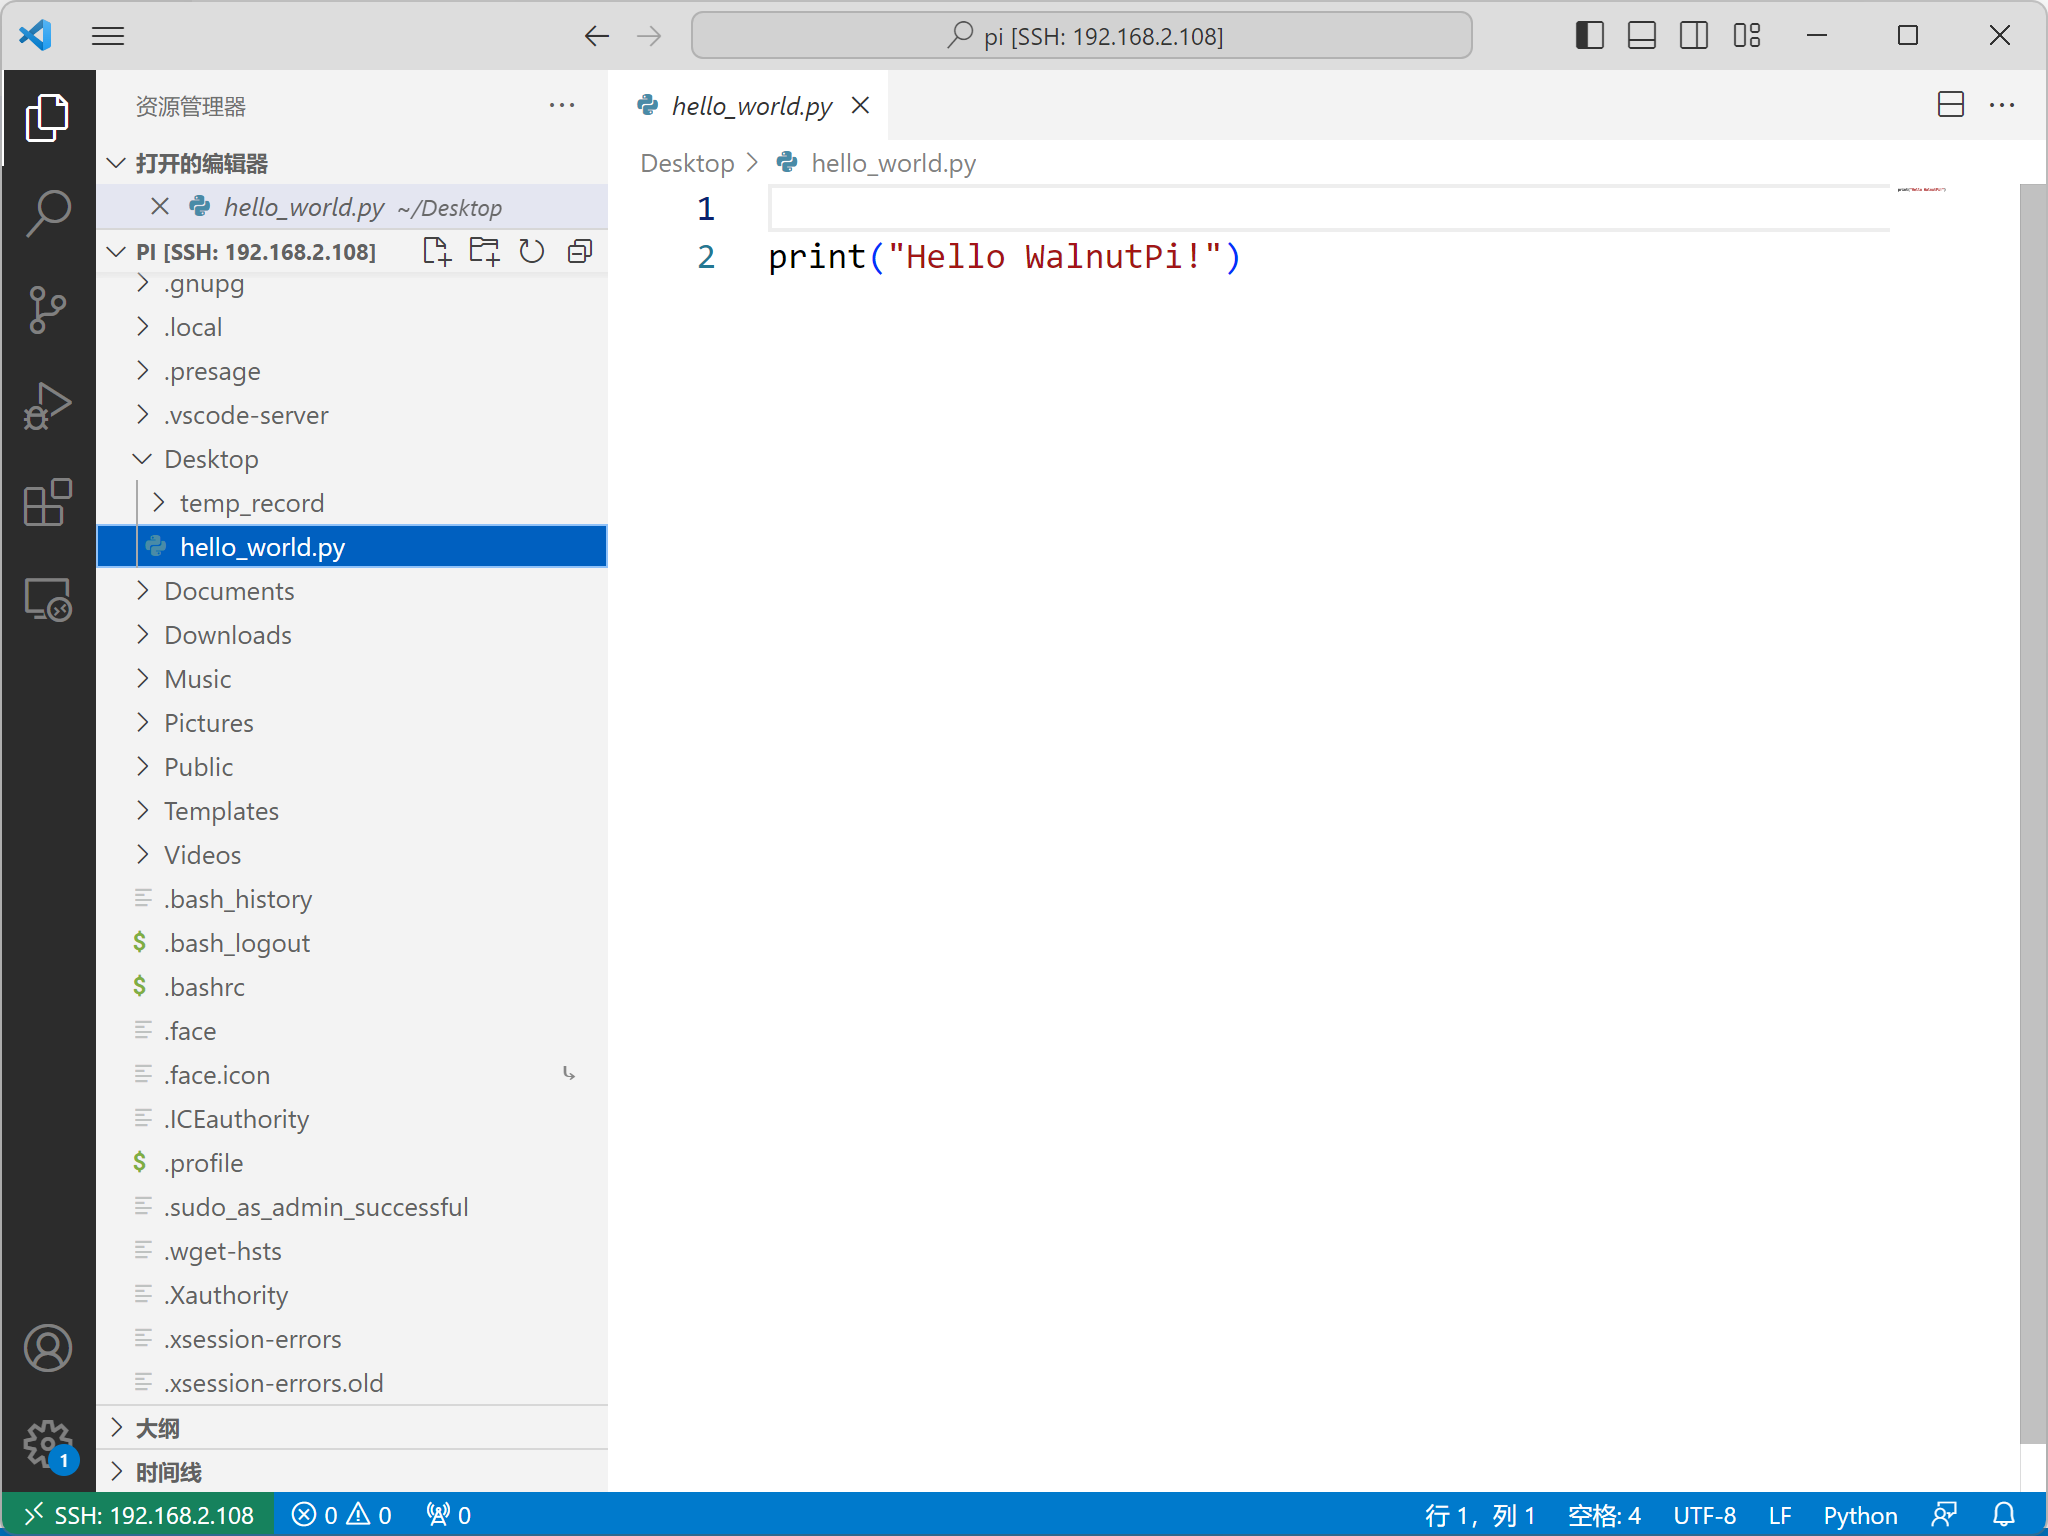 pi [SSH: 192.168.2.108]
资源管理器
打开的编辑器
hello_world.py ~/Desktop
PI [SSH: 192.168.2.108]
.gnupg
.local
.presage
.vscode-server
Desktop
temp_record
hello_world.py
Documents
Downloads
Music
Pictures
Public
Templates
Videos
.bash_history
$ .bash_logout
$ .bashrc
.face
.face.icon
.ICEauthority
$ .profile
.sudo_as_admin_successful
.wget-hsts
.Xauthority
.xsession-errors
.xsession-errors.old
大纲
时间线
1
hello_world.py
Desktop > hello_world.py
1
2 print("Hello WalnutPi!")
print("Hello WalnutPi!")
SSH: 192.168.2.108 0 0 0 行 1，列 1 空格: 4 UTF-8 LF Python